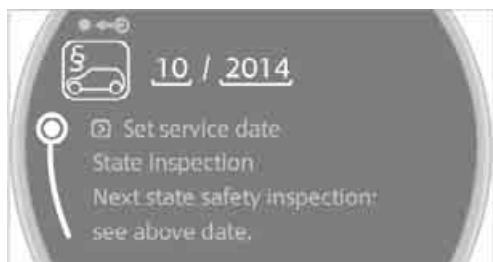 §
10 / 2014
Set service date
State inspection
Next state safety inspection:
see above date.